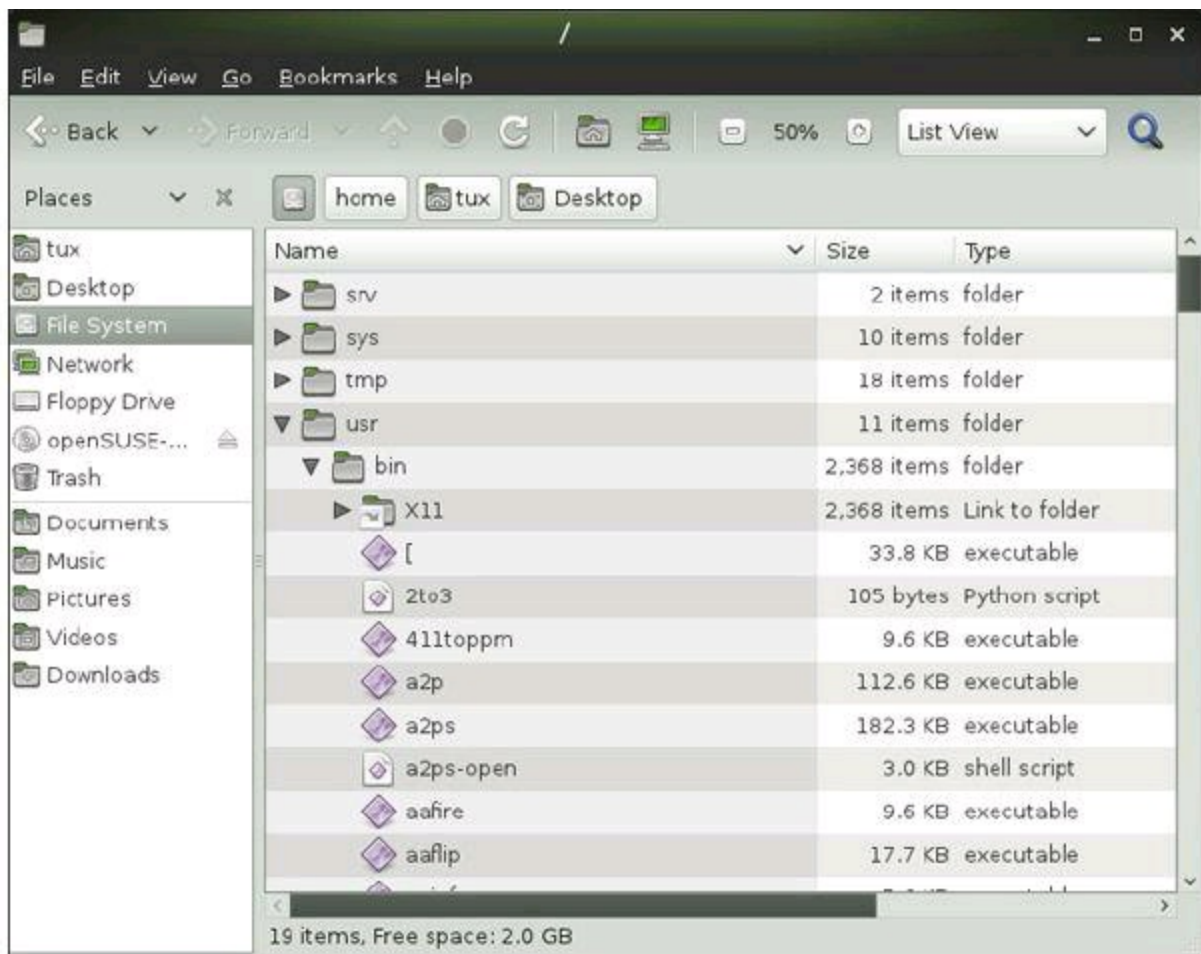 /
File Edit View Go Bookmarks Help
Back Forward 50% List View
Places
home tux Desktop
tux
Desktop
File System
Network
Floppy Drive
openSUSE-...
Trash
Documents
Music
Pictures
Videos
Downloads
Name Size Type
srv 2 items folder
sys 10 items folder
tmp 18 items folder
usr 11 items folder
bin 2,368 items folder
X11 2,368 items Link to folder
[ 33.8 KB executable
2to3 105 bytes Python script
411toppm 9.6 KB executable
a2p 112.6 KB executable
a2ps 182.3 KB executable
a2ps-open 3.0 KB shell script
aafire 9.6 KB executable
aaflip 17.7 KB executable
19 items, Free space: 2.0 GB